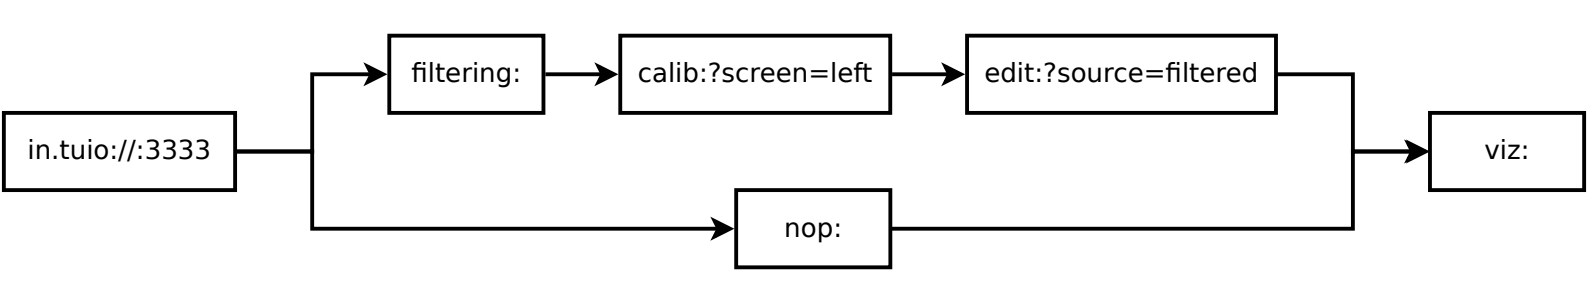 in.tuio://:3333
filtering:
calib:?screen=left
edit:?source=filtered
nop:
viz: